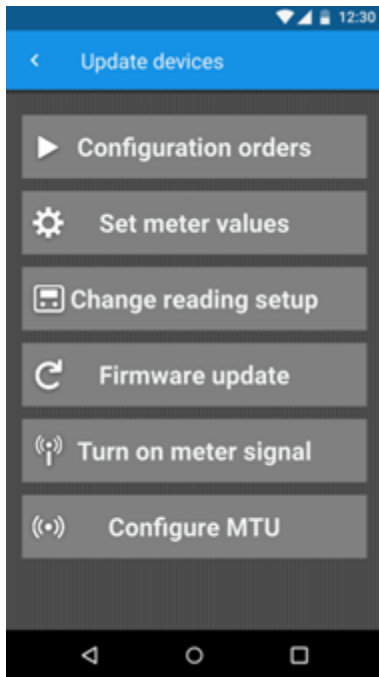 12:30
Update devices
Configuration orders
Set meter values
Change reading setup
Firmware update
Turn on meter signal
Configure MTU